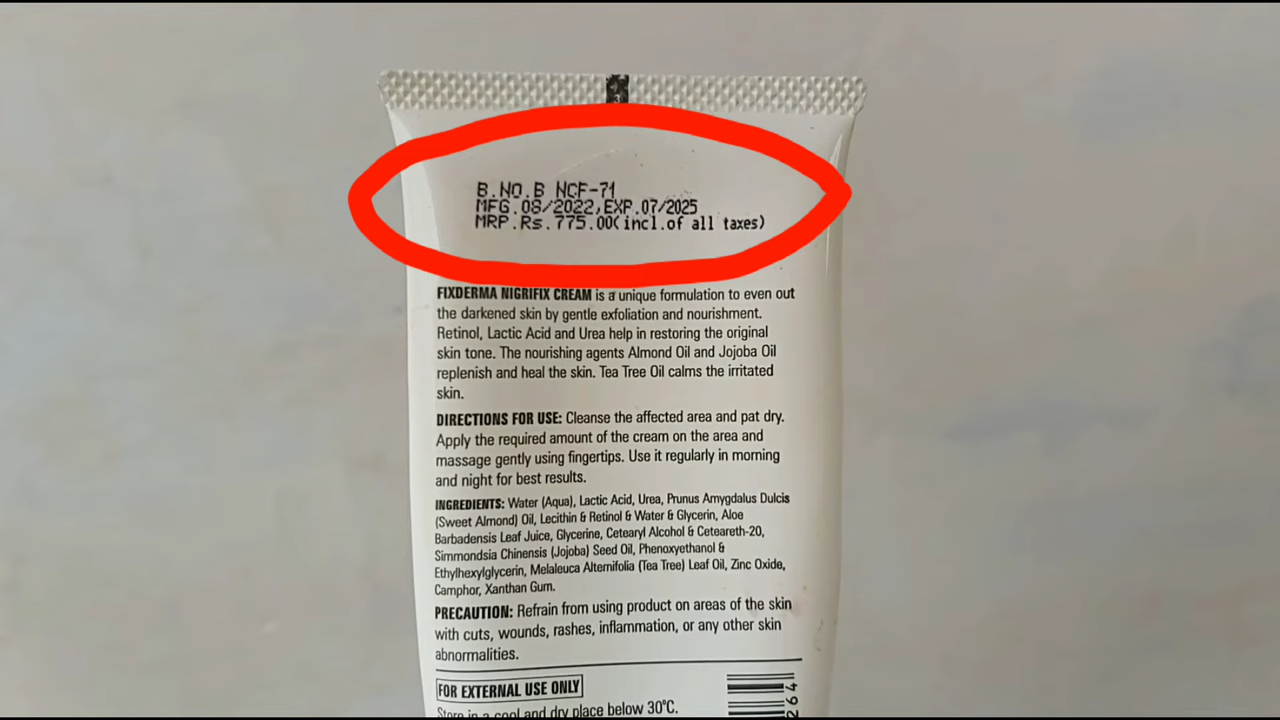 B.NO.B NCF-71
MFG.08/2022,EXP.07/2025
MRP.Rs.775.00(incl.of all taxes)
FIXDERMA NIGRIFIX CREAM is a unique formulation to even out
the darkened skin by gentle exfoliation and nourishment.
Retinol, Lactic Acid and Urea help in restoring the original
skin tone. The nourishing agents Almond Oil and Jojoba Oil
replenish and heal the skin. Tea Tree Oil calms the irritated
skin.
DIRECTIONS FOR USE: Cleanse the affected area and pat dry.
Apply the required amount of the cream on the area and
massage gently using fingertips. Use it regularly in morning
and night for best results.
INGREDIENTS: Water (Aqua), Lactic Acid, Urea, Prunus Amygdalus Dulcis
(Sweet Almond) Oil, Lecithin & Retinol & Water & Glycerin, Aloe
Barbadensis Leaf Juice, Glycerine, Cetearyl Alcohol & Ceteareth-20,
Simmondsia Chinensis (Jojoba) Seed Oil, Phenoxyethanol &
Ethylhexylglycerin, Melaleuca Alternifolia (Tea Tree) Leaf Oil, Zinc Oxide,
Camphor, Xanthan Gum.
PRECAUTION: Refrain from using product on areas of the skin
with cuts, wounds, rashes, inflammation, or any other skin
abnormalities.
FOR EXTERNAL USE ONLY
Store in a cool and dry place below 30°C.
264